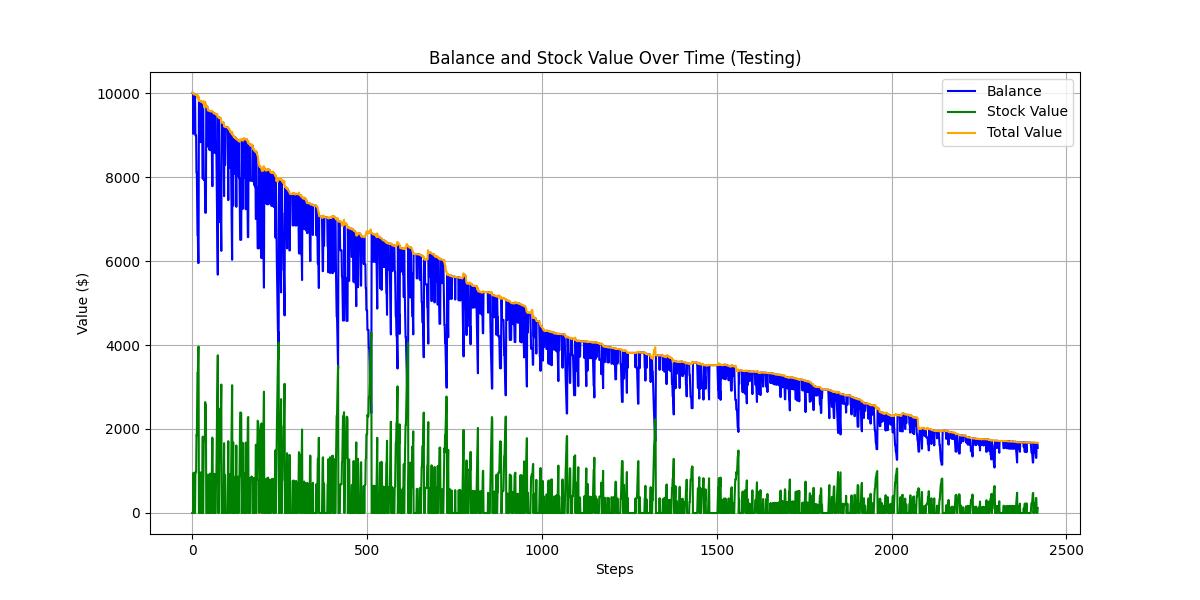 Balance and Stock Value Over Time (Testing)
Balance
Stock Value
Total Value
10000
8000
6000
4000
2000
0
Value ($)
0
500
1000
1500
2000
2500
Steps